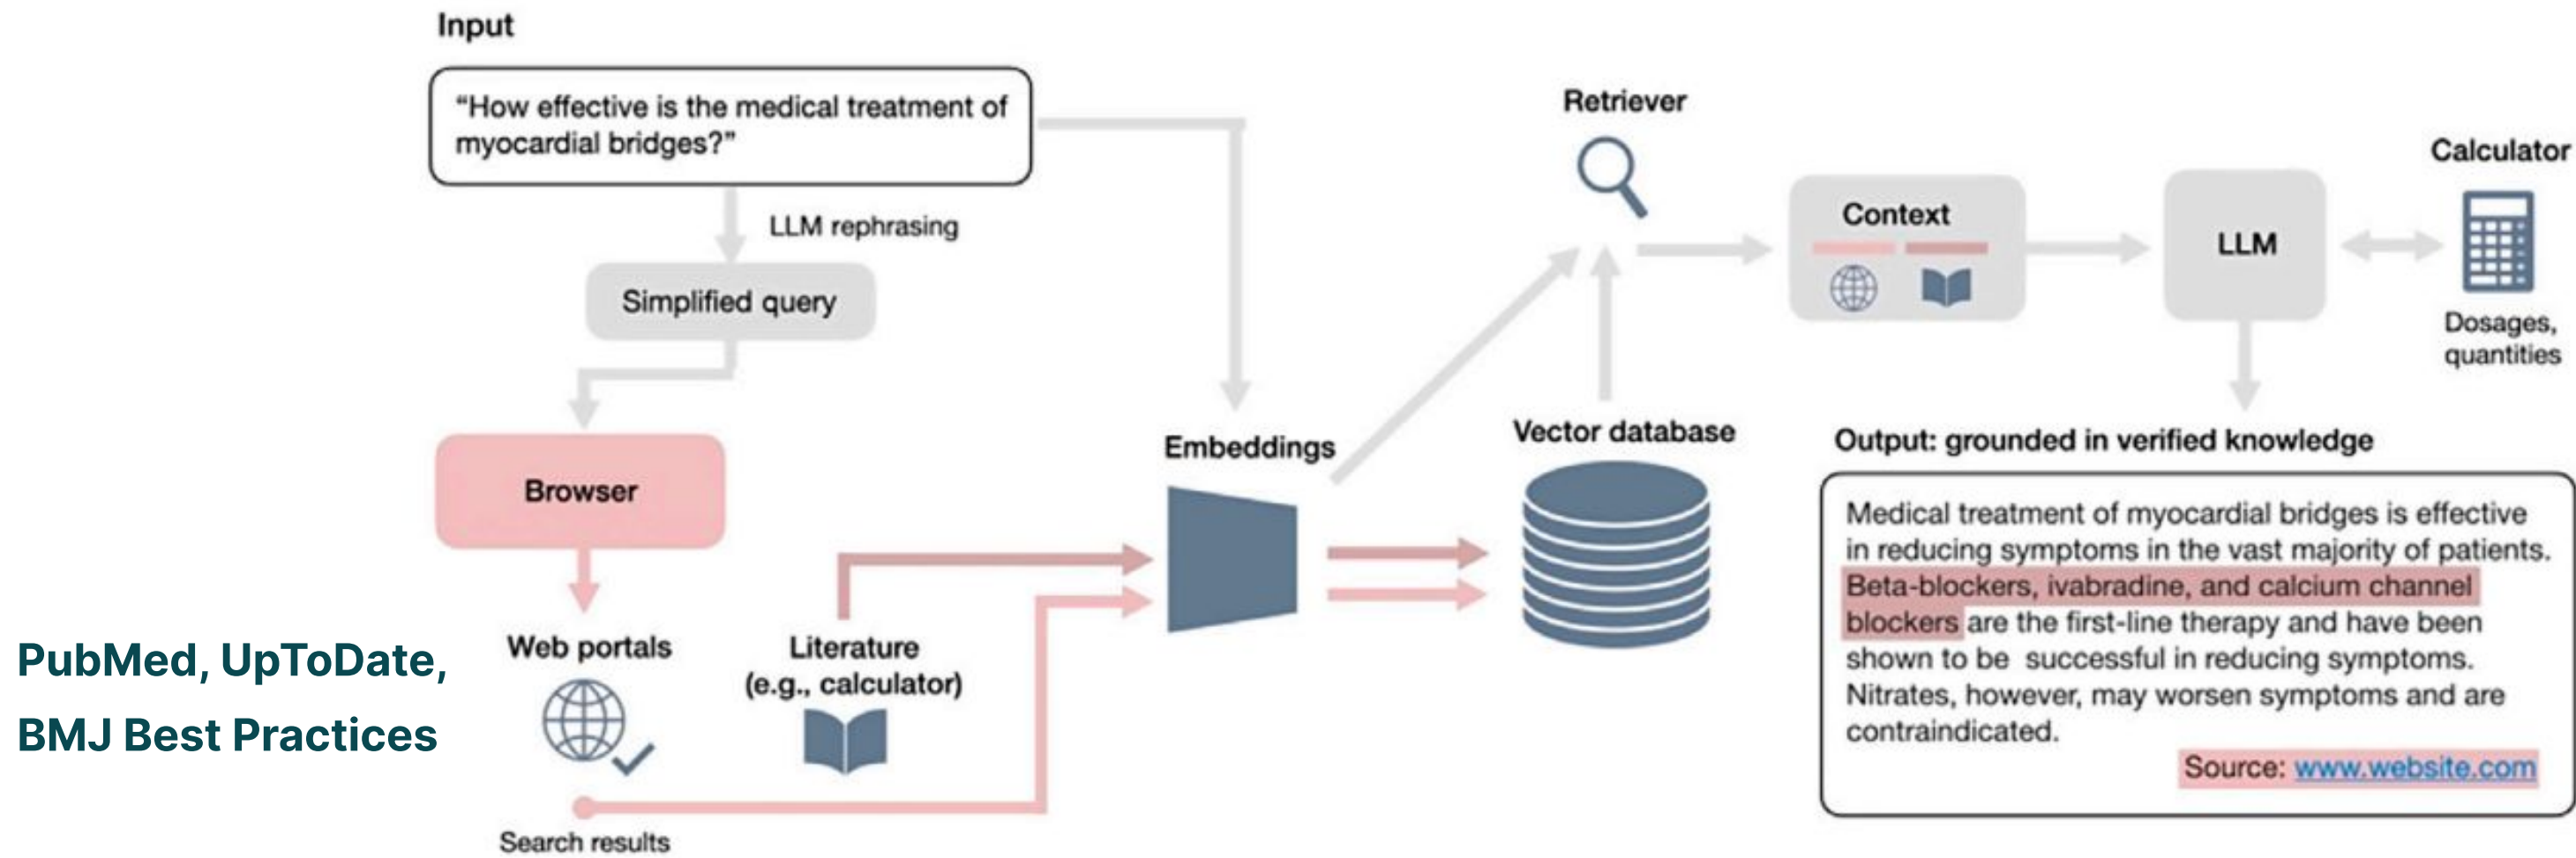 Input
“How effective is the medical treatment of
myocardial bridges?”
LLM rephrasing
Simplified query
Browser
PubMed, UpToDate,
BMJ Best Practices
Web portals
Search results
Literature
(e.g., calculator)
Embeddings
Vector database
Retriever
Context
LLM
Calculator
Dosages,
quantities
Output: grounded in verified knowledge
Medical treatment of myocardial bridges is effective
in reducing symptoms in the vast majority of patients.
Beta-blockers, ivabradine, and calcium channel
blockers are the first-line therapy and have been
shown to be successful in reducing symptoms.
Nitrates, however, may worsen symptoms and are
contraindicated.
Source: www.website.com